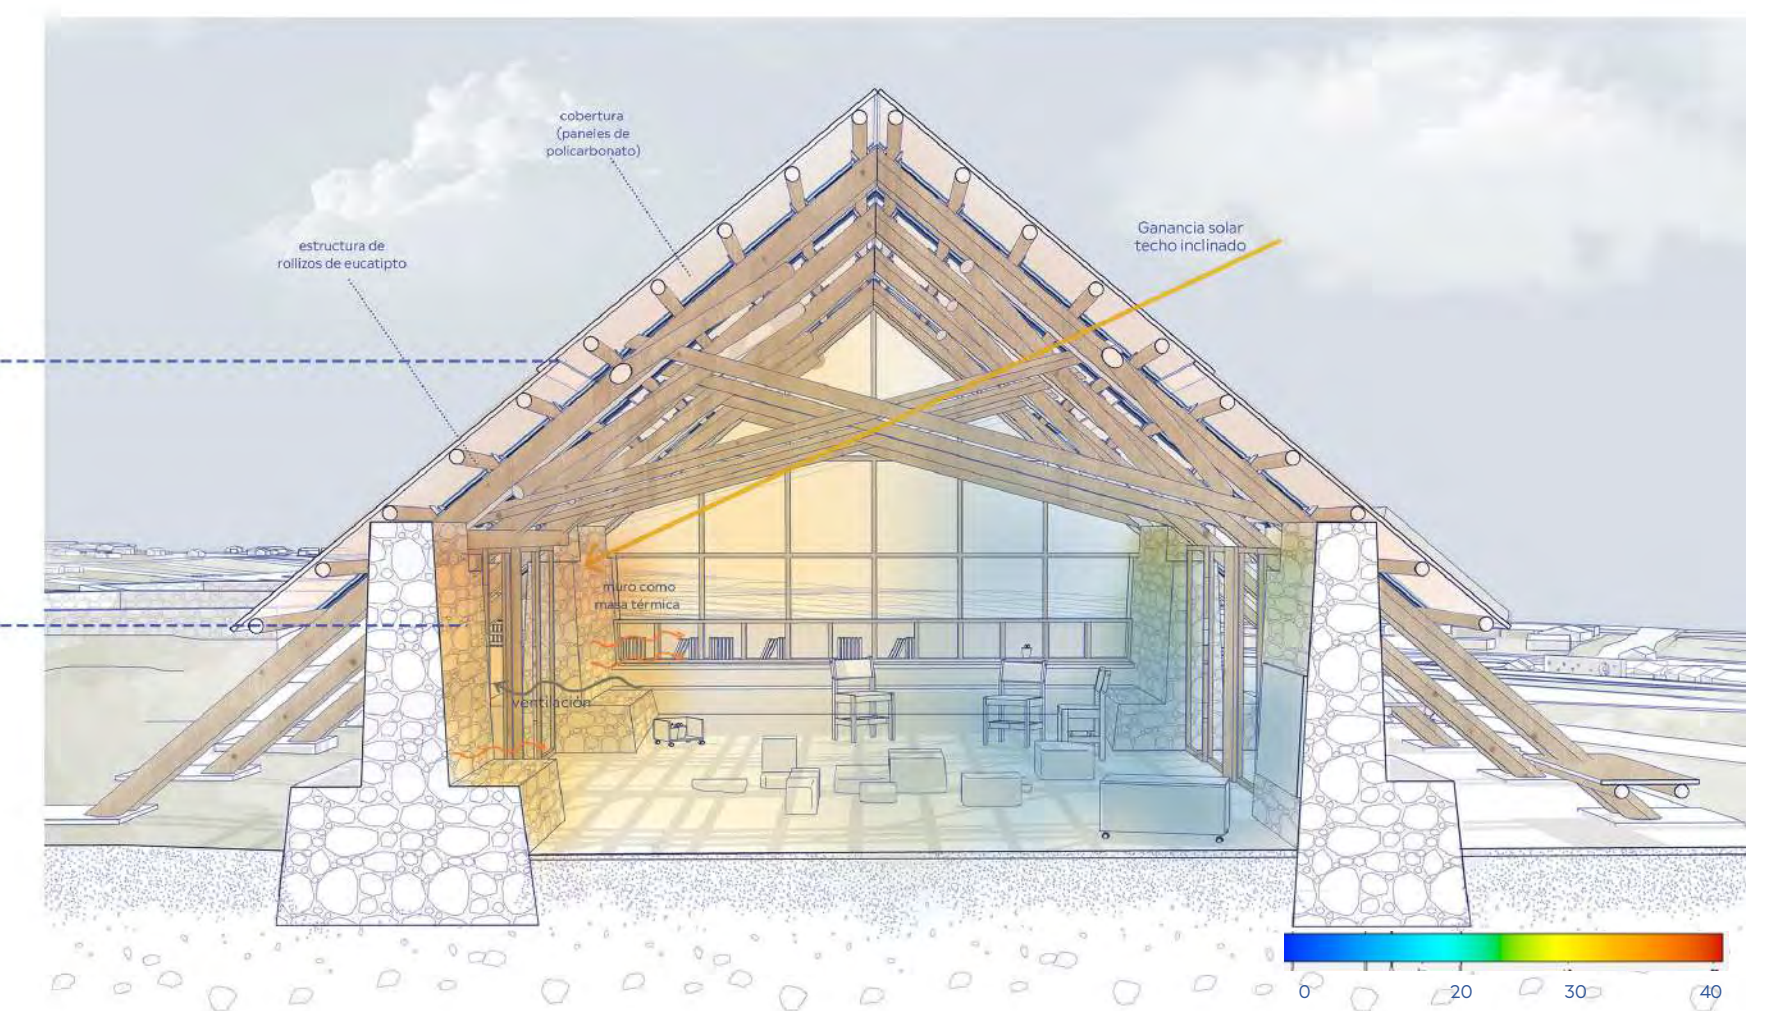 cobertura
(paneles de
policarbonato)
estructura de
rollizos de eucatipto
Ganancia solar
techo inclinado
muro como
masa térmica
ventilación
0 20 30 40